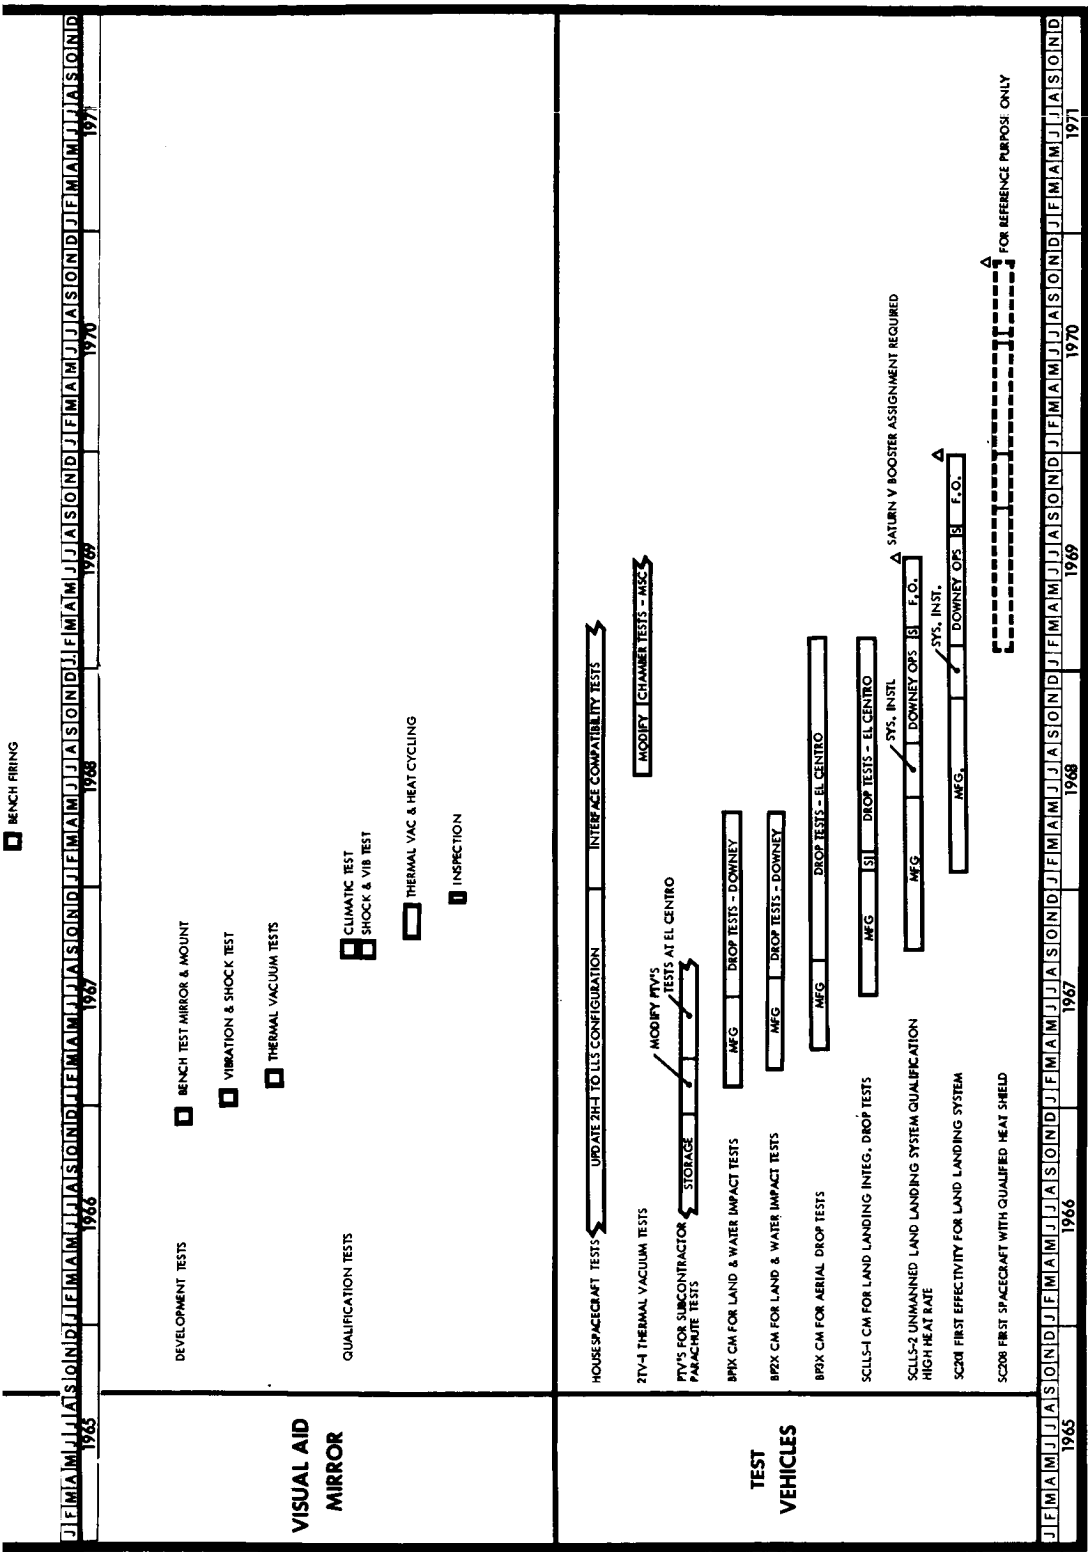 BENCH FIRING
J F M A M J J A S O N D J F M A M J J A S O N D J F M A M J J A S O N D J F M A M J J A S O N D J F M A M J J A S O N D J F M A M J J A S O N D J F M A M J J A S O N D
1965 1966 1967 1968 1969 1970 1971
VISUAL AID
MIRROR
DEVELOPMENT TESTS
BENCH TEST MIRROR & MOUNT
VIBRATION & SHOCK TEST
THERMAL VACUUM TESTS
QUALIFICATION TESTS
CLIMATIC TEST
SHOCK & VIB TEST
THERMAL VAC & HEAT CYCLING
INSPECTION
TEST
VEHICLES
HOUSE SPACECRAFT TESTS
UPDATE 2H-1 TO LLS CONFIGURATION
INTERFACE COMPATIBILITY TESTS
2TV-1 THERMAL VACUUM TESTS
MODIFY
CHAMBER TESTS - MSC
PTV'S FOR SUBCONTRACTOR
PARACHUTE TESTS
STORAGE
MODIFY PTV'S
TESTS AT EL CENTRO
BP1X CM FOR LAND & WATER IMPACT TESTS
MFG
DROP TESTS - DOWNEY
BP2X CM FOR LAND & WATER IMPACT TESTS
MFG
DROP TESTS - DOWNEY
BP3X CM FOR AERIAL DROP TESTS
MFG
DROP TESTS - EL CENTRO
SCLLS-1 CM FOR LAND LANDING INTEG. DROP TESTS
MFG
SI
DROP TESTS - EL CENTRO
SCLLS-2 UNMANNED LAND LANDING SYSTEM QUALIFICATION
HIGH HEAT RATE
MFG
SYS. INSTL
DOWNEY OPS
S
F.O.
SATURN V BOOSTER ASSIGNMENT REQUIRED
SC201 FIRST EFFECTIVITY FOR LAND LANDING SYSTEM
MFG.
SYS. INST.
DOWNEY OPS
S
F.O.
SC208 FIRST SPACECRAFT WITH QUALIFIED HEAT SHIELD
FOR REFERENCE PURPOSE ONLY
J F M A M J J A S O N D J F M A M J J A S O N D J F M A M J J A S O N D J F M A M J J A S O N D J F M A M J J A S O N D J F M A M J J A S O N D J F M A M J J A S O N D
1965 1966 1967 1968 1969 1970 1971